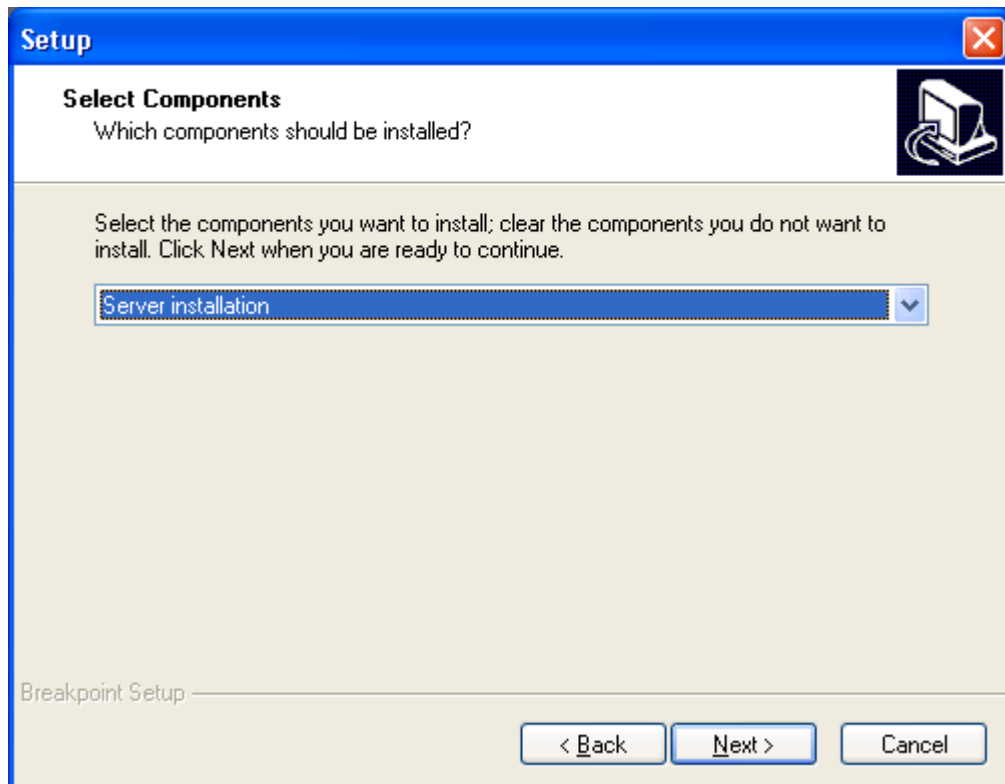 Setup
Select Components
Which components should be installed?
Select the components you want to install; clear the components you do not want to
install. Click Next when you are ready to continue.
Server installation
Breakpoint Setup
< Back Next > Cancel